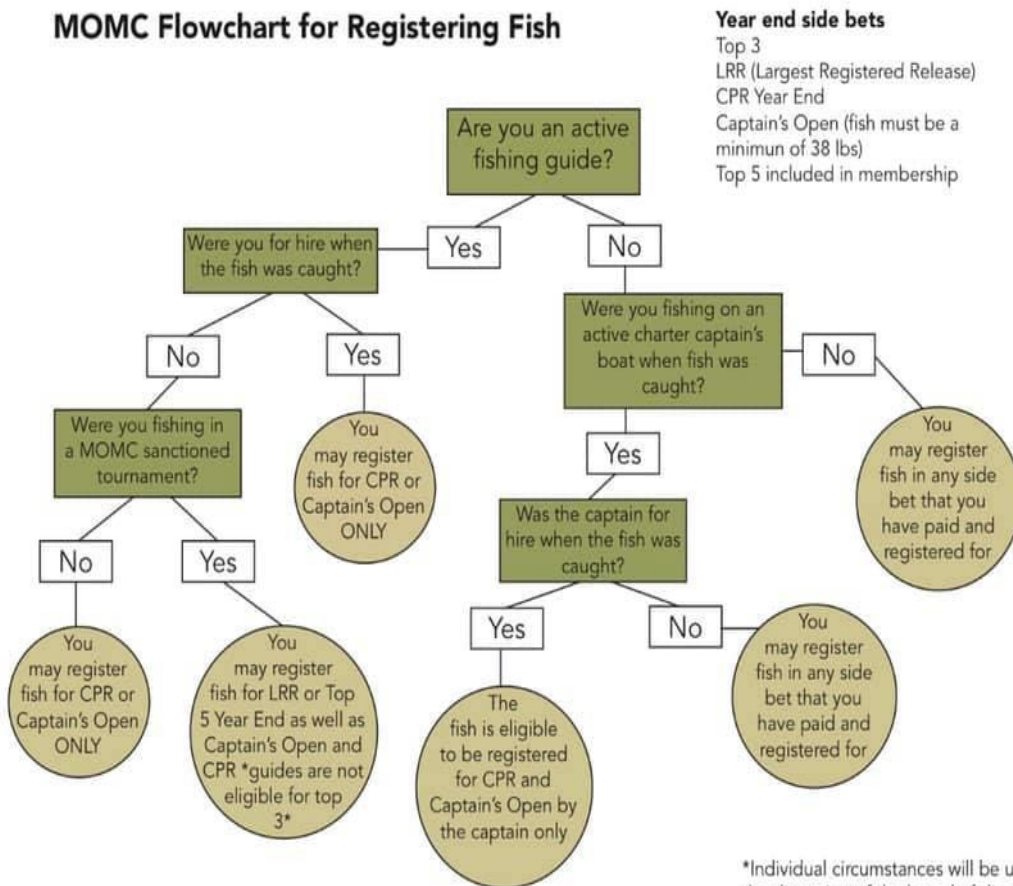 MOMC Flowchart for Registering Fish
Year end side bets
Top 3
LRR (Largest Registered Release)
CPR Year End
Captain's Open (fish must be a
minimun of 38 lbs)
Top 5 included in membership
Are you an active
fishing guide?
Yes
No
Were you for hire when
the fish was caught?
No
Yes
Were you fishing on an
active charter captain's
boat when fish was
caught?
No
Yes
Were you fishing in
a MOMC sanctioned
tournament?
You
may register
fish for CPR or
Captain's Open
ONLY
You
may register
fish in any side
bet that you
have paid and
registered for
Was the captain for
hire when the fish was
caught?
No
Yes
Yes
No
You
may register
fish for CPR or
Captain's Open
ONLY
You
may register
fish for LRR or Top
5 Year End as well as
Captain's Open and
CPR *guides are not
eligible for top
3*
The
fish is eligible
to be registered
for CPR and
Captain's Open by
the captain only
You
may register
fish in any side
bet that you
have paid and
registered for
*Individual circumstances will be